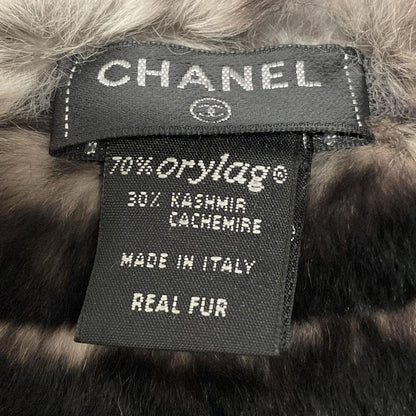 CHANEL
70% orylag©
30% KASHMIR
CACHEMIRE
MADE IN ITALY
REAL FUR